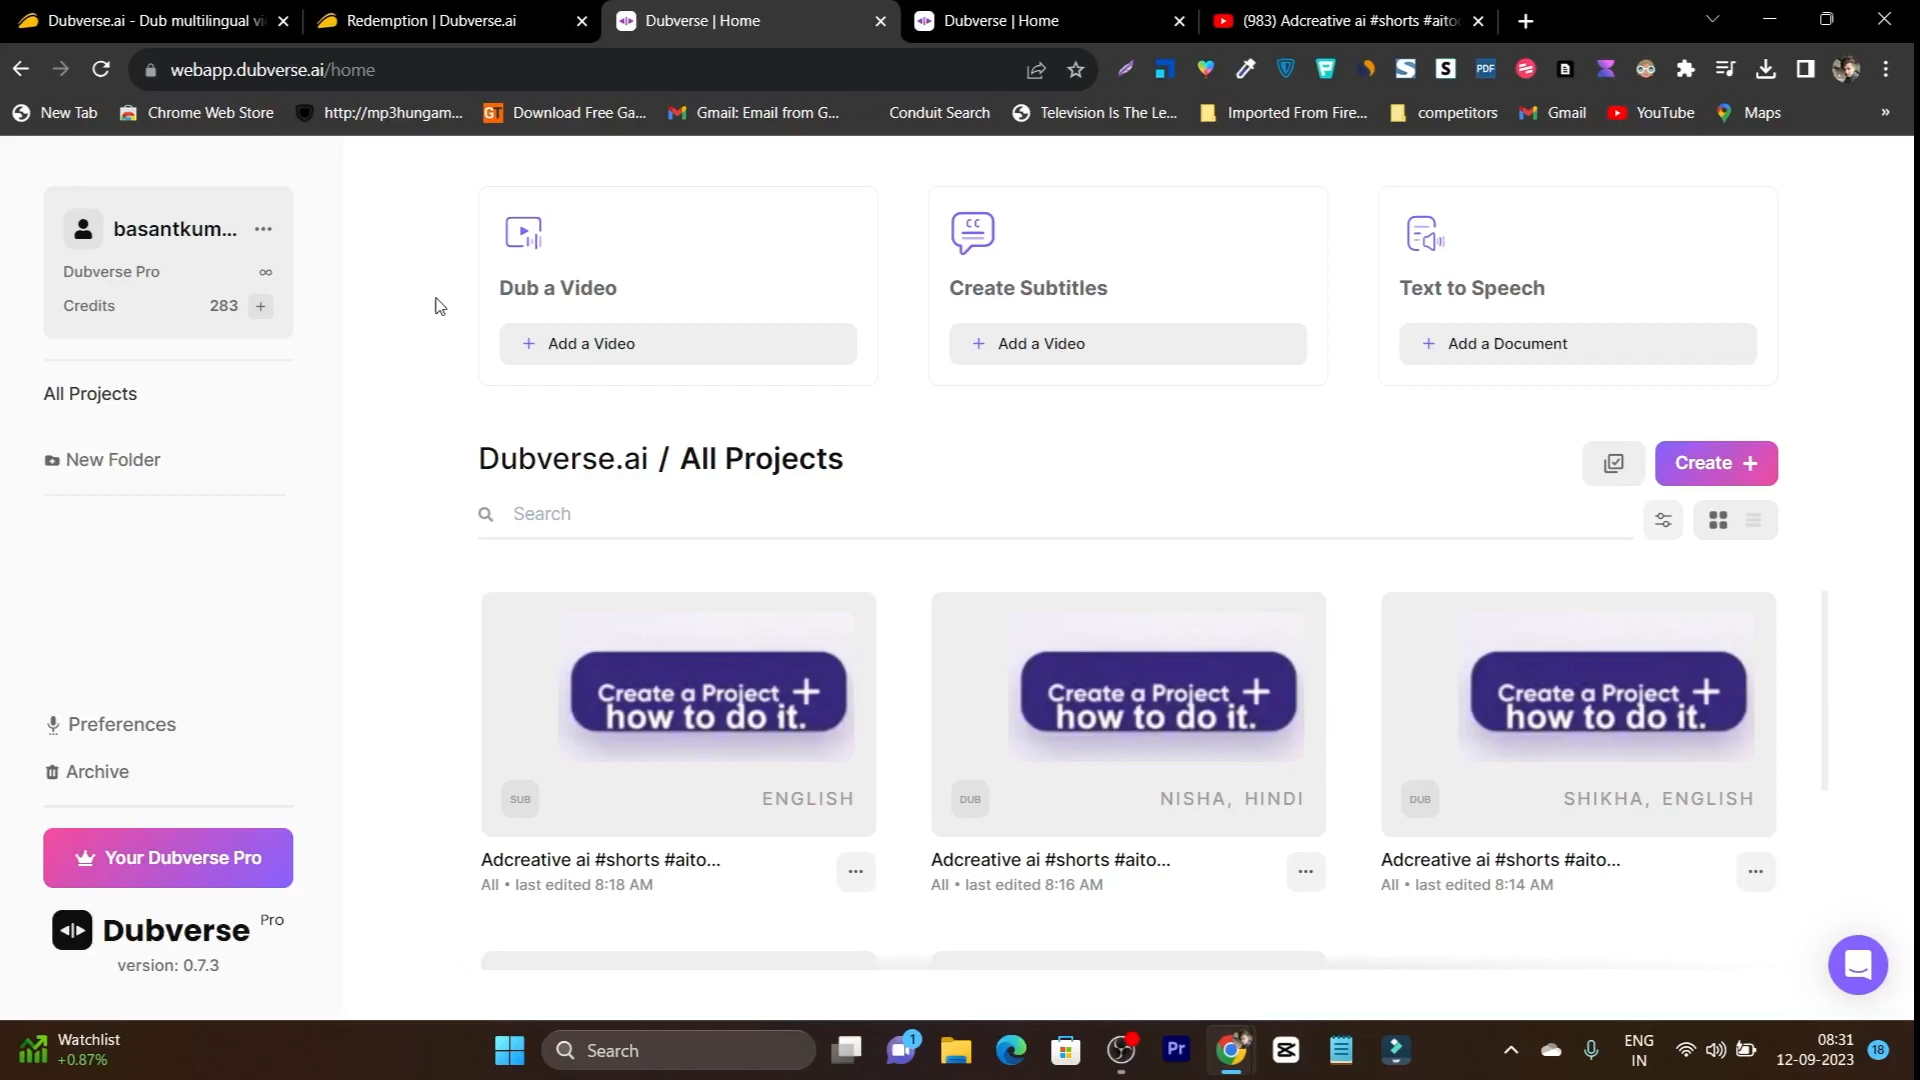 Dubverse.ai - Dub multilingual vi
Redemption | Dubverse.ai
Dubverse | Home
Dubverse | Home
(983) Adcreative ai #shorts #aito
webapp.dubverse.ai/home
New Tab
Chrome Web Store
http://mp3hungam...
GT
Download Free Ga...
Gmail: Email from G...
Conduit Search
Television Is The Le...
Imported From Fire...
competitors
Gmail
YouTube
Maps
»
PDF
basantkum...
Dubverse Pro ∞
Credits 283 +
All Projects
New Folder
Preferences
Archive
Your Dubverse Pro
Dubverse Pro
version: 0.7.3
Dub a Video
+ Add a Video
CC
Create Subtitles
+ Add a Video
Text to Speech
+ Add a Document
Dubverse.ai / All Projects
Create +
Search
Create a Project +
how to do it.
SUB
ENGLISH
Adcreative ai #shorts #aito...
All • last edited 8:18 AM
Create a Project +
how to do it.
DUB
NISHA, HINDI
Adcreative ai #shorts #aito...
All • last edited 8:16 AM
Create a Project +
how to do it.
DUB
SHIKHA, ENGLISH
Adcreative ai #shorts #aito...
All • last edited 8:14 AM
Watchlist
+0.87%
Search
1
Pr
ENG
IN
08:31
12-09-2023
18